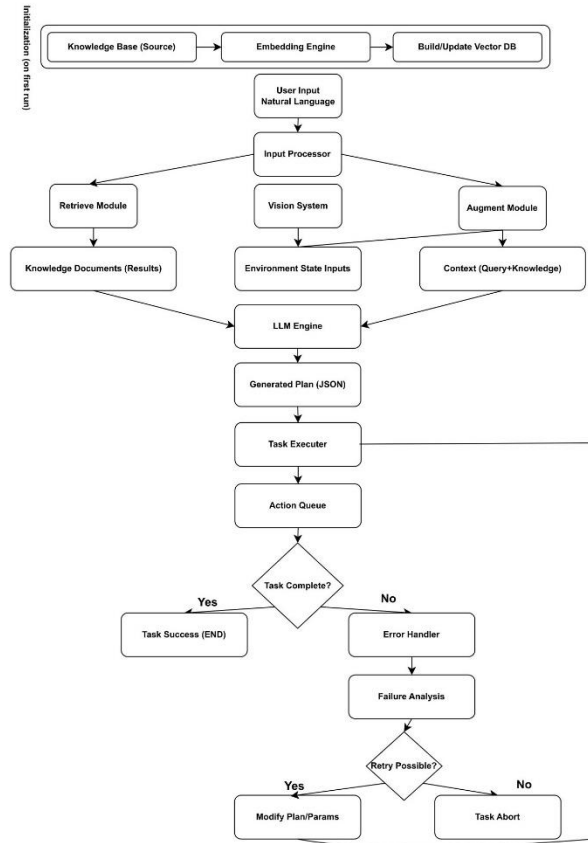 Initialization (on first run)
Knowledge Base (Source)
Embedding Engine
Build/Update Vector DB
User Input
Natural Language
Input Processor
Retrieve Module
Vision System
Augment Module
Knowledge Documents (Results)
Environment State Inputs
Context (Query+Knowledge)
LLM Engine
Generated Plan (JSON)
Task Executer
Action Queue
Task Complete?
Yes
No
Task Success (END)
Error Handler
Failure Analysis
Retry Possible?
Yes
No
Modify Plan/Params
Task Abort